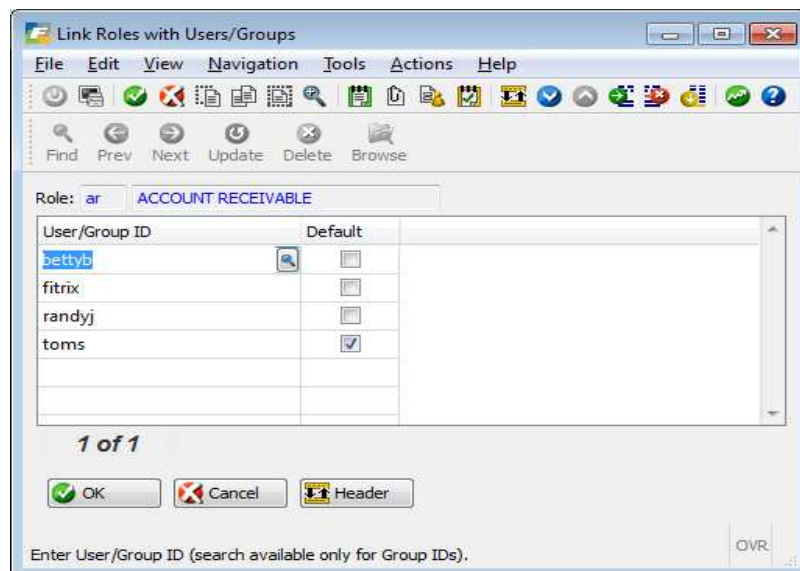 Link Roles with Users/Groups
File Edit View Navigation Tools Actions Help
Find Prev Next Update Delete Browse
Role: ar ACCOUNT RECEIVABLE
User/Group ID Default
bettyb
fitrix
randyj
toms
1 of 1
OK Cancel Header
Enter User/Group ID (search available only for Group IDs).
OVR